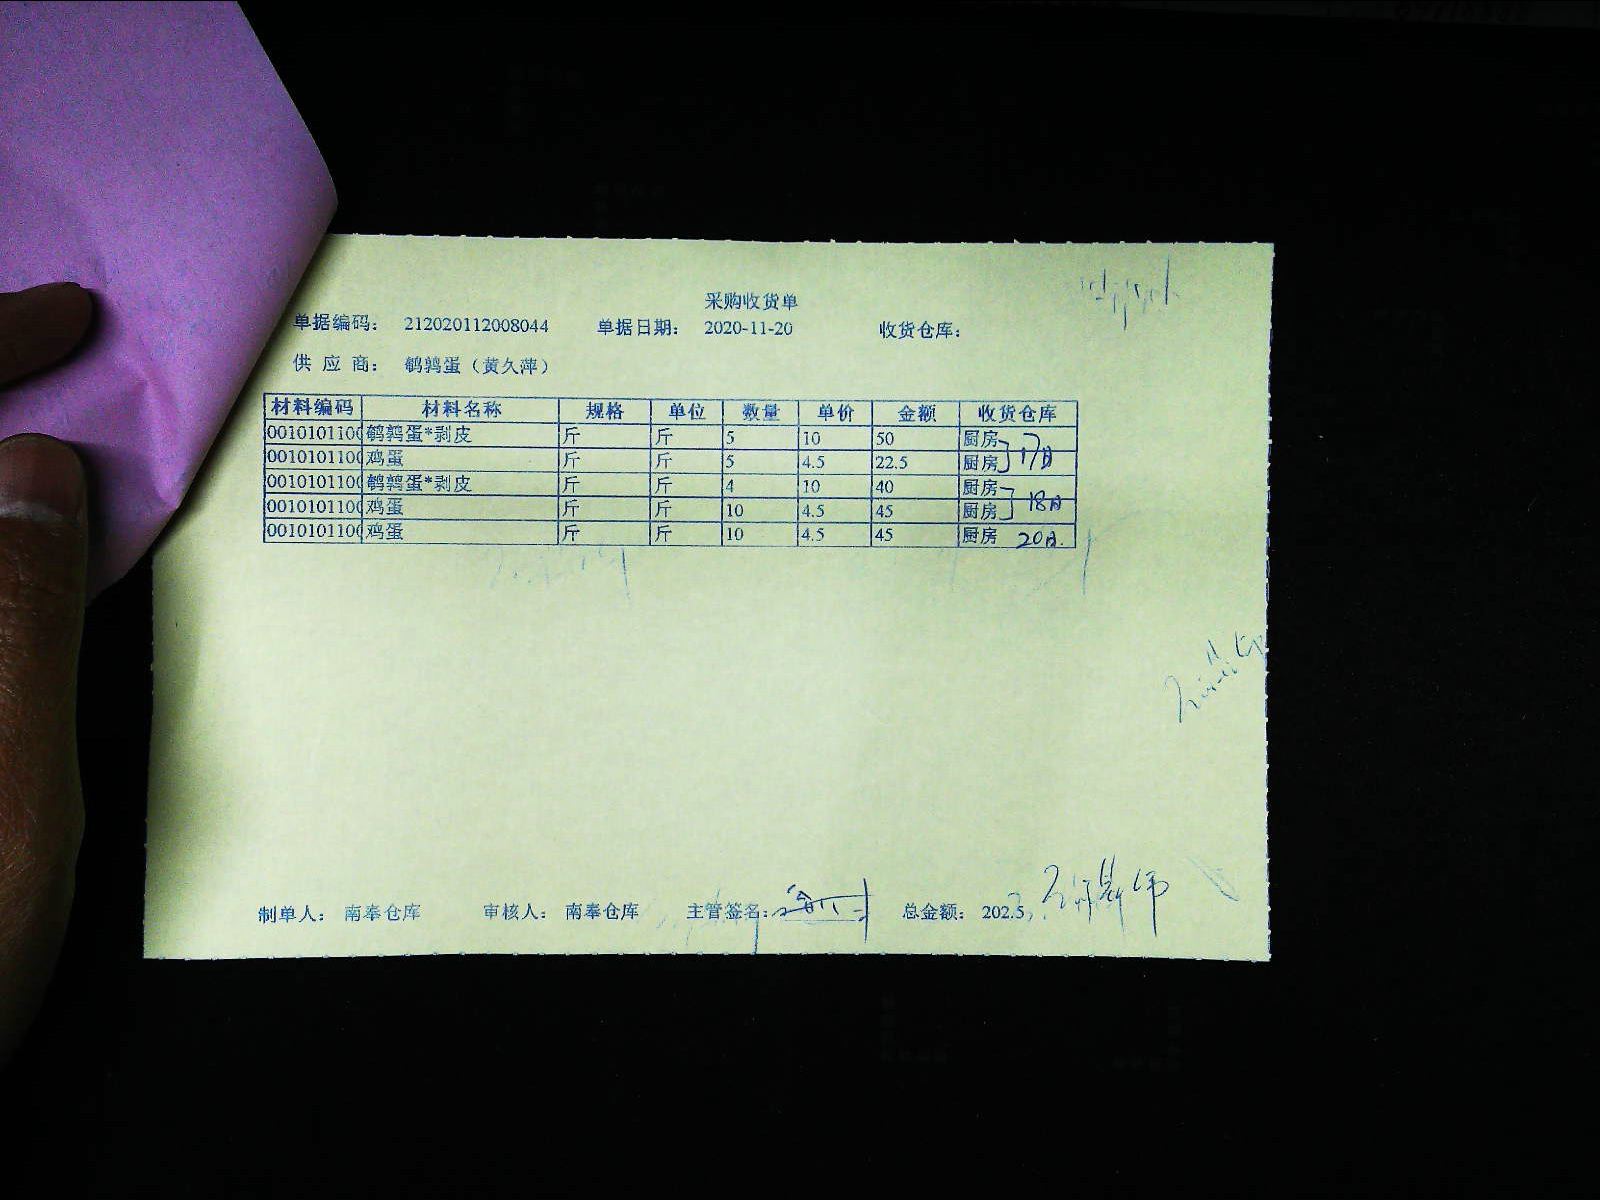 采购收货单
单据编码： 212020112008044 单据日期： 2020-11-20 收货仓库：
供 应 商： 鹌鹑蛋（黄久萍）
材料编码 材料名称 规格 单位 数量 单价 金额 收货仓库
0010101100 鹌鹑蛋*剥皮 斤 斤 5 10 50 厨房
0010101100 鸡蛋 斤 斤 5 4.5 22.5 厨房 17日
0010101100 鹌鹑蛋*剥皮 斤 斤 4 10 40 厨房
0010101100 鸡蛋 斤 斤 10 4.5 45 厨房 18日
0010101100 鸡蛋 斤 斤 10 4.5 45 厨房 20日
制单人： 南奉仓库 审核人： 南奉仓库 主管签名： 总金额： 202.5